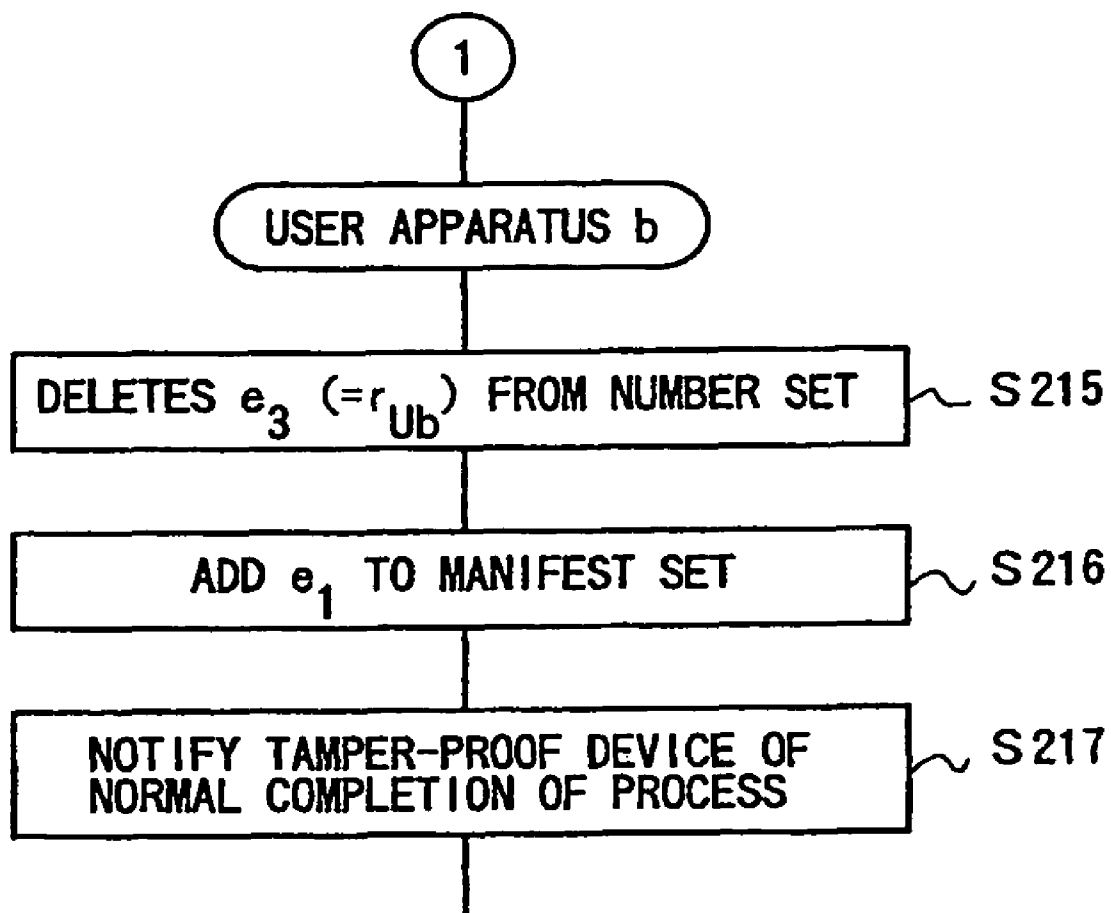 1
USER APPARATUS b
DELETES e3 (=rUb) FROM NUMBER SET S215
ADD e1 TO MANIFEST SET S216
NOTIFY TAMPER-PROOF DEVICE OF S217
NORMAL COMPLETION OF PROCESS